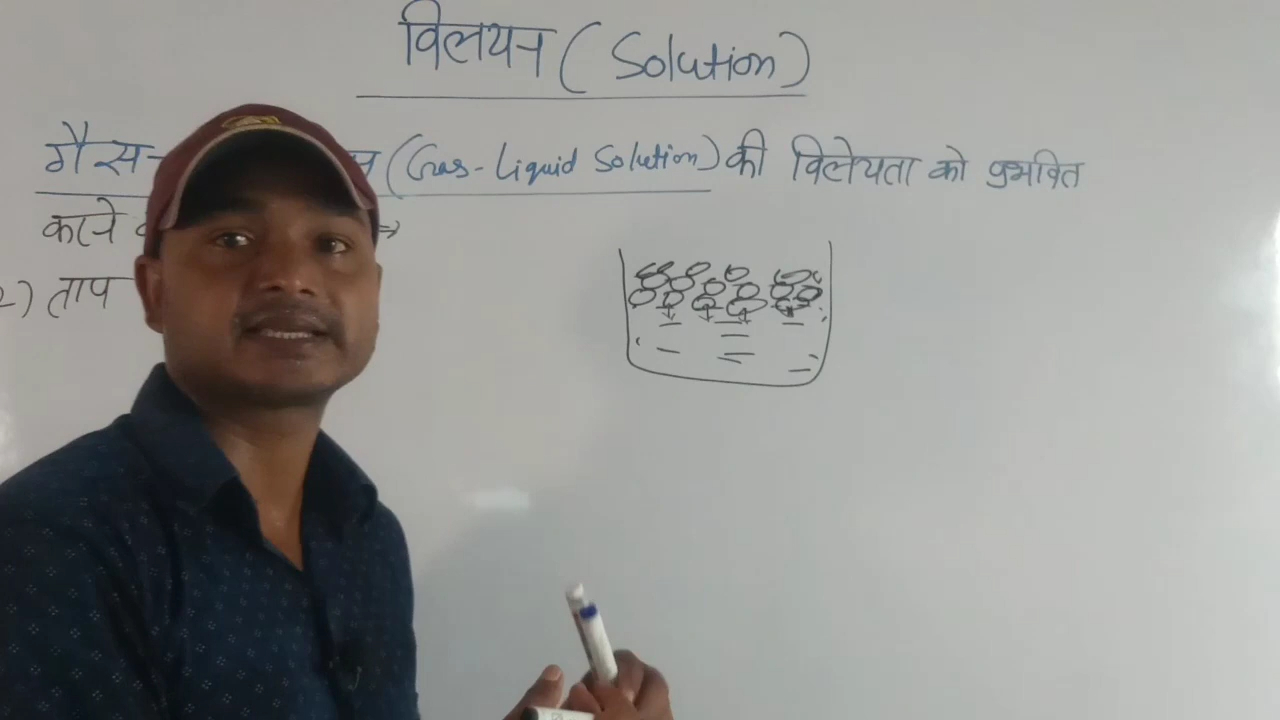 विलयन (Solution)
गैस- (Gas-Liquid Solution) की विलेयता को प्रभावित
करने ⇒
2) ताप